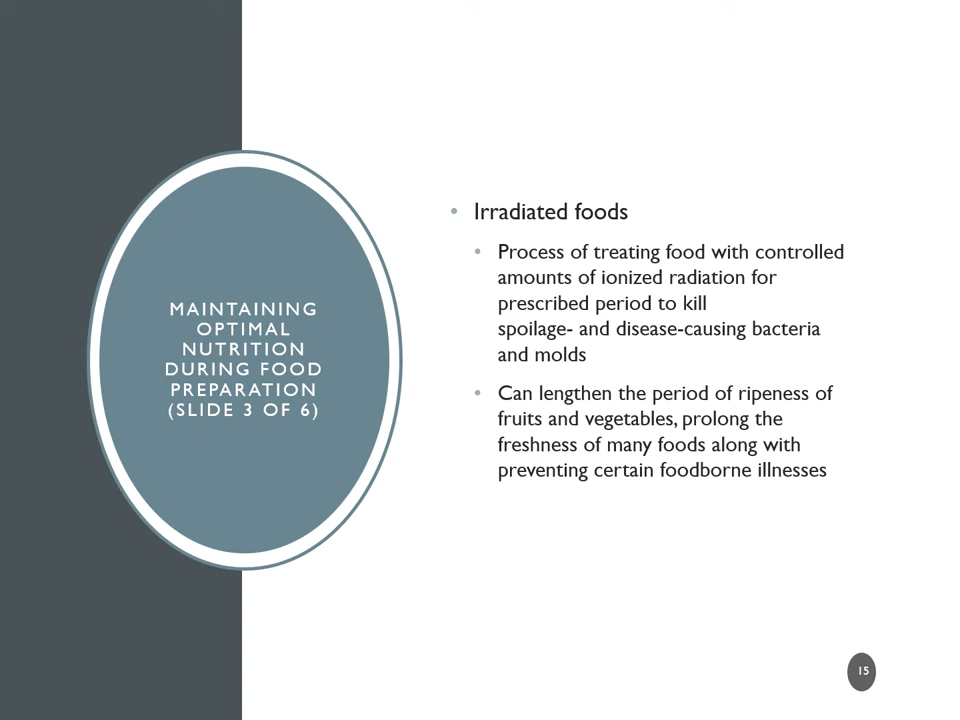 MAINTAINING
OPTIMAL
NUTRITION
DURING FOOD
PREPARATION
(SLIDE 3 OF 6)
• Irradiated foods
• Process of treating food with controlled
amounts of ionized radiation for
prescribed period to kill
spoilage- and disease-causing bacteria
and molds
• Can lengthen the period of ripeness of
fruits and vegetables, prolong the
freshness of many foods along with
preventing certain foodborne illnesses
15